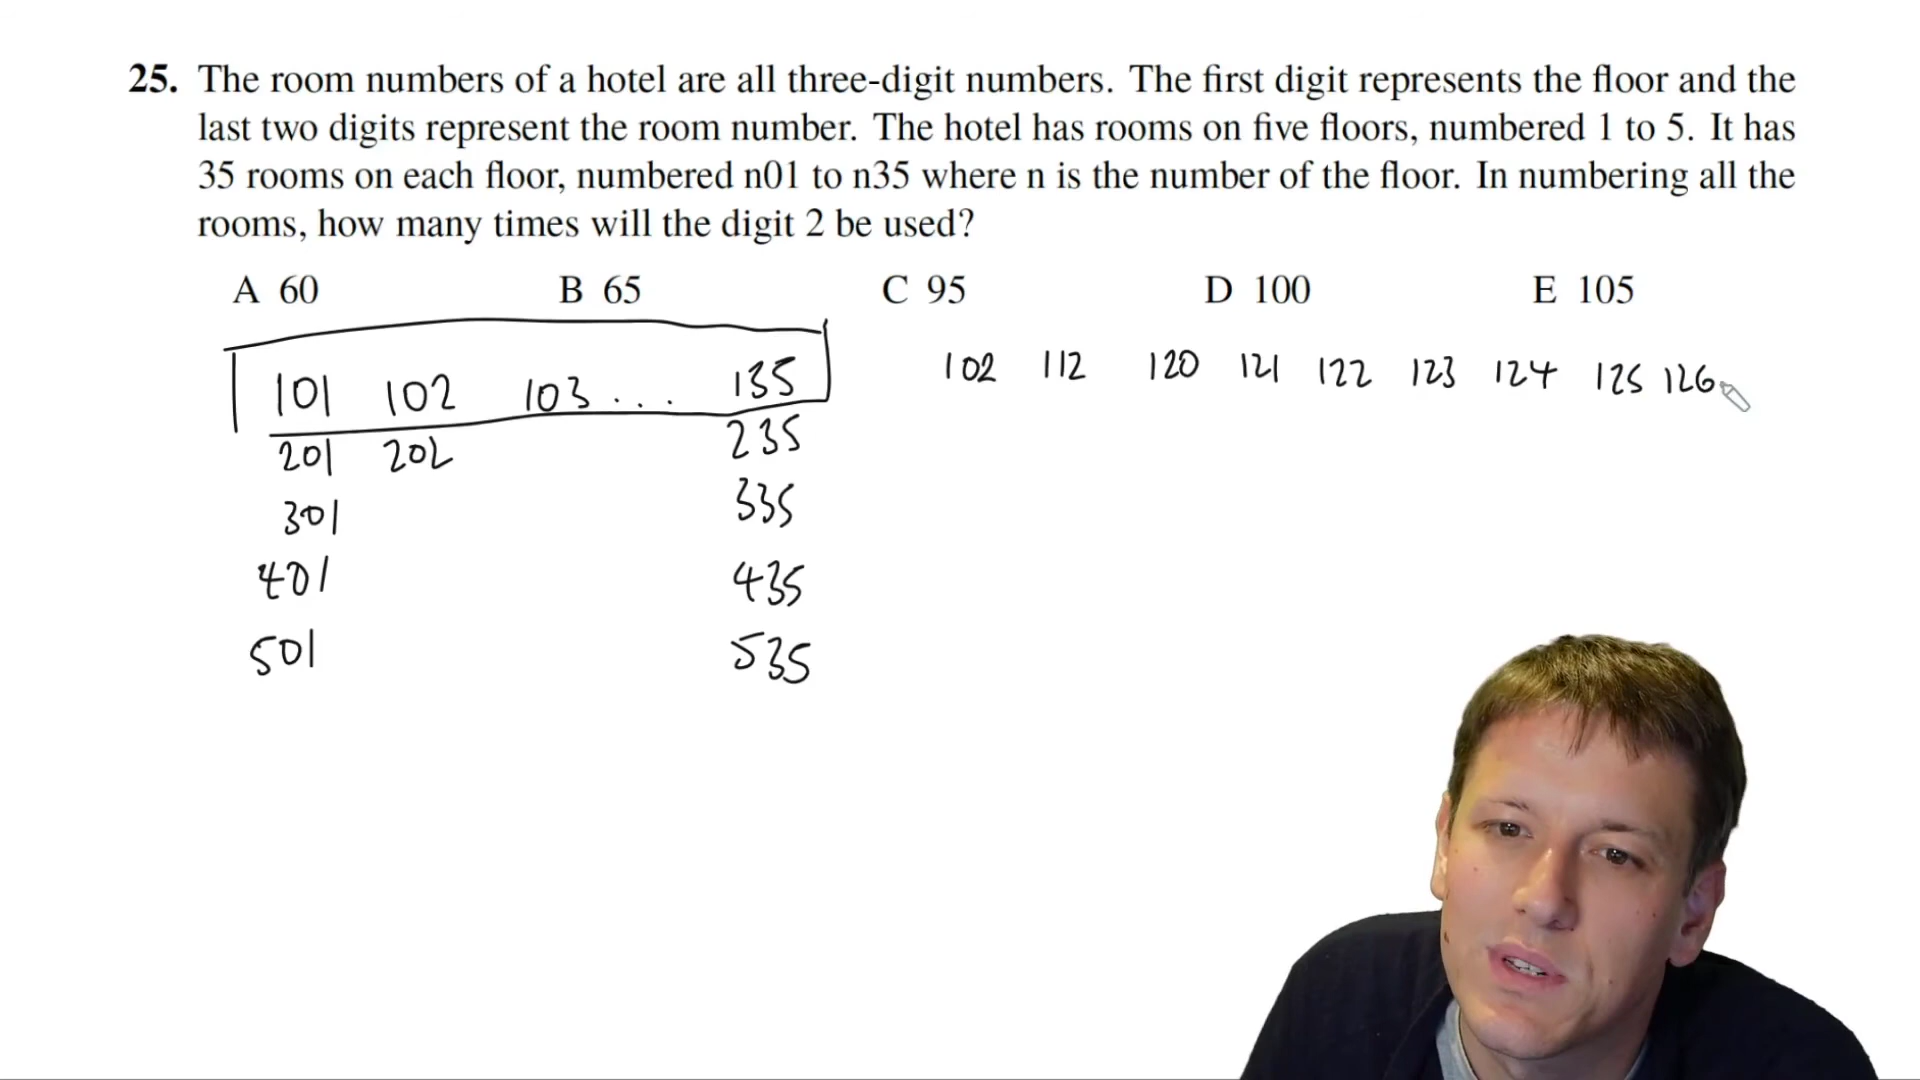 25. The room numbers of a hotel are all three-digit numbers. The first digit represents the floor and the
last two digits represent the room number. The hotel has rooms on five floors, numbered 1 to 5. It has
35 rooms on each floor, numbered n01 to n35 where n is the number of the floor. In numbering all the
rooms, how many times will the digit 2 be used?
A 60 B 65 C 95 D 100 E 105
101 102 103 ... 135 102 112 120 121 122 123 124 125 126
201 202 235
301 335
401 435
501 535